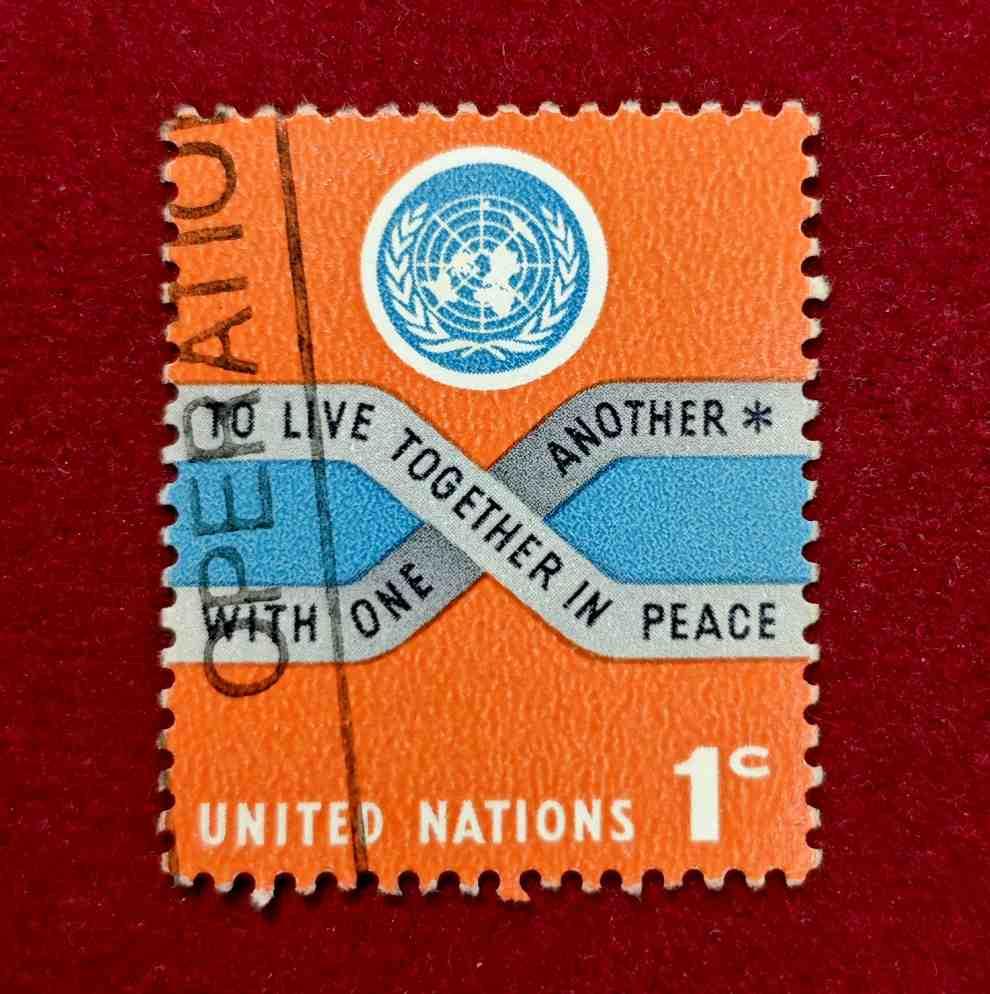 OPERATIO
TO LIVE TOGETHER IN PEACE
WITH ONE ANOTHER *
UNITED NATIONS
1c